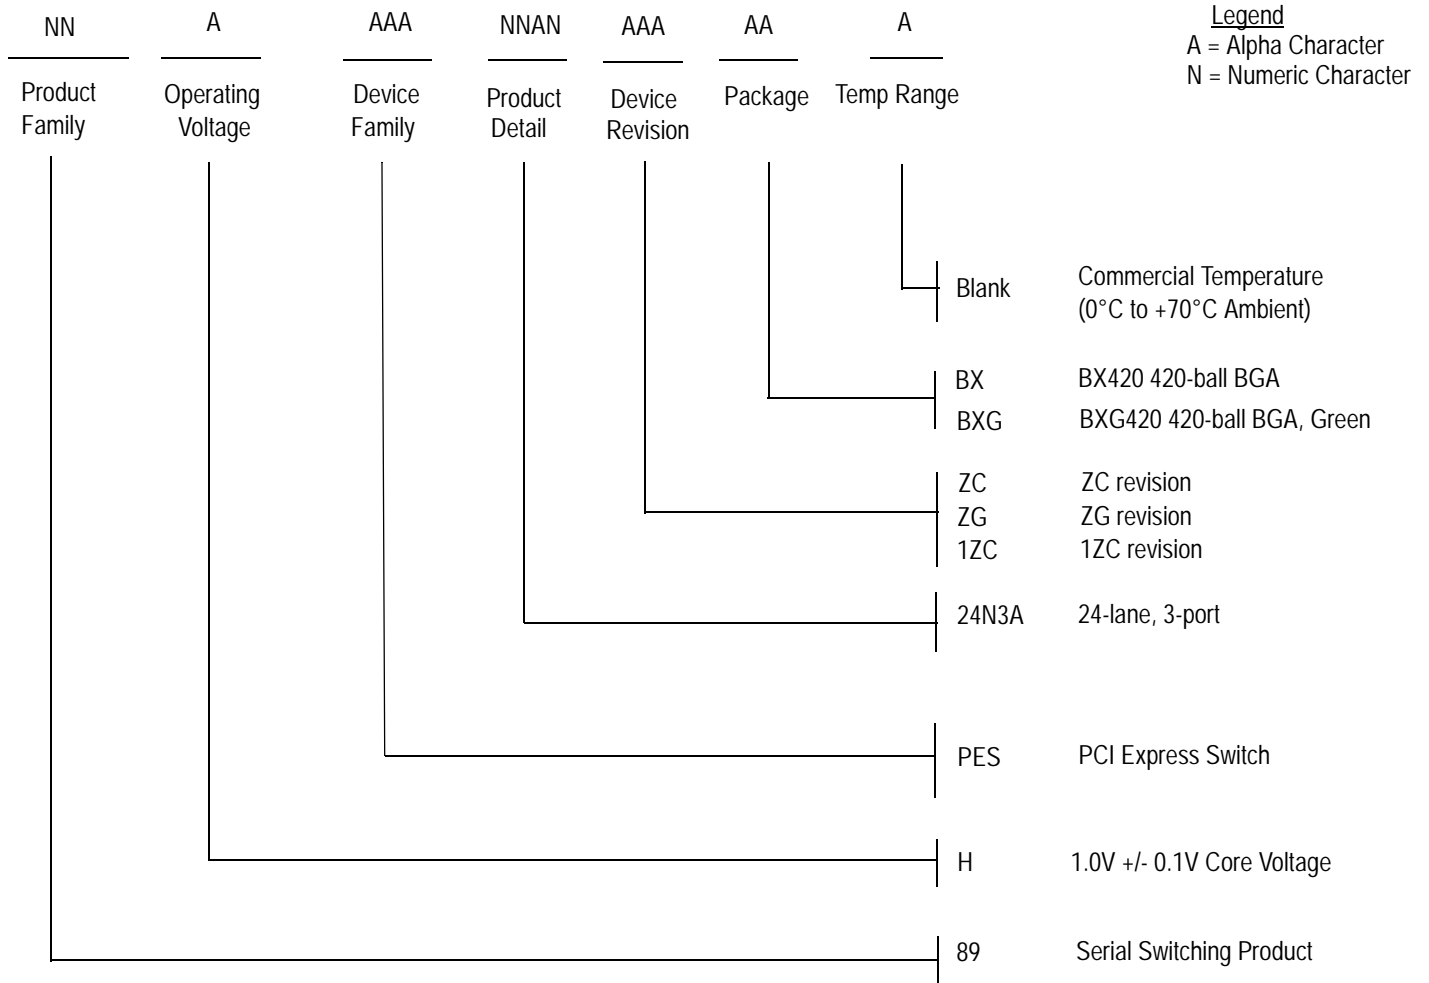 NN A AAA NNAN AAA AA A
Legend
A = Alpha Character
N = Numeric Character
Product Family
Operating Voltage
Device Family
Product Detail
Device Revision
Package
Temp Range
Blank Commercial Temperature
(0°C to +70°C Ambient)
BX BX420 420-ball BGA
BXG BXG420 420-ball BGA, Green
ZC ZC revision
ZG ZG revision
1ZC 1ZC revision
24N3A 24-lane, 3-port
PES PCI Express Switch
H 1.0V +/- 0.1V Core Voltage
89 Serial Switching Product